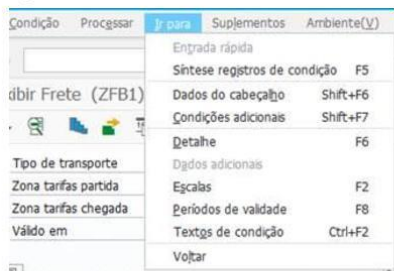 Condição Processar Ir para Suplementos Ambiente(V)
Entrada rápida
Síntese registros de condição F5
ibir Frete (ZFB1)
Dados do cabeçalho Shift+F6
Condições adicionais Shift+F7
Detalhe F6
Tipo de transporte
Dados adicionais
Zona tarifas partida
Escalas F2
Zona tarifas chegada
Períodos de validade F8
Válido em
Textos de condição Ctrl+F2
Voltar